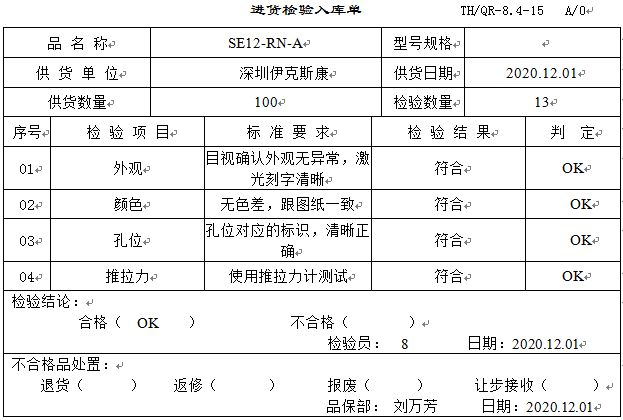 进货检验入库单 TH/QR-8.4-15 A/0
品 名 称 SE12-RN-A 型号规格
供 货 单 位 深圳伊克斯康 供货日期 2020.12.01
供货数量 100 检验数量 13
序号 检 验 项 目 标 准 要 求 检 验 结 果 判 定
01 外观 目视确认外观无异常，激光刻字清晰 符合 OK
02 颜色 无色差，跟图纸一致 符合 OK
03 孔位 孔位对应的标识，清晰正确 符合 OK
04 推拉力 使用推拉力计测试 符合 OK
检验结论：
合格（ OK ） 不合格（ ）
检验员： 8 日期：2020.12.01
不合格品处置：
退货（ ） 返修（ ） 报废（ ） 让步接收（ ）
品保部： 刘万芳 日期：2020.12.01